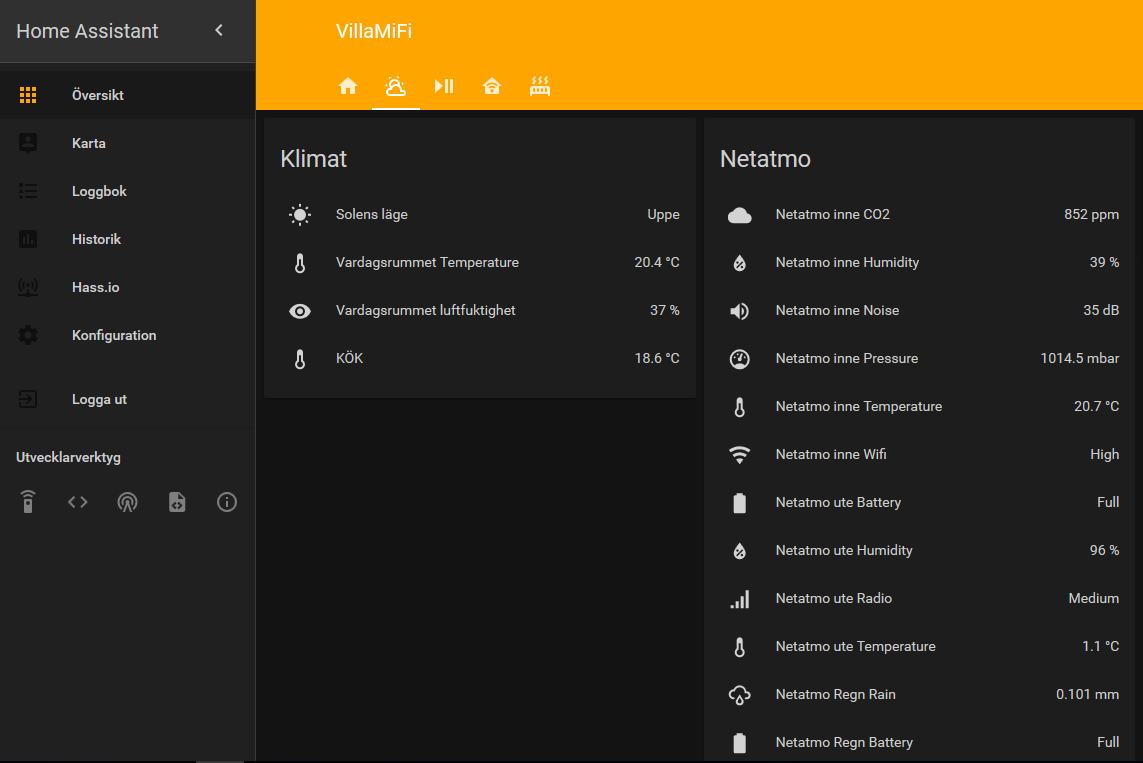 Home Assistant
Översikt
Karta
Loggbok
Historik
Hass.io
Konfiguration
Logga ut
Utvecklarverktyg
VillaMiFi
Klimat
Solens läge Uppe
Vardagsrummet Temperature 20.4 °C
Vardagsrummet luftfuktighet 37 %
KÖK 18.6 °C
Netatmo
Netatmo inne CO2 852 ppm
Netatmo inne Humidity 39 %
Netatmo inne Noise 35 dB
Netatmo inne Pressure 1014.5 mbar
Netatmo inne Temperature 20.7 °C
Netatmo inne Wifi High
Netatmo ute Battery Full
Netatmo ute Humidity 96 %
Netatmo ute Radio Medium
Netatmo ute Temperature 1.1 °C
Netatmo Regn Rain 0.101 mm
Netatmo Regn Battery Full